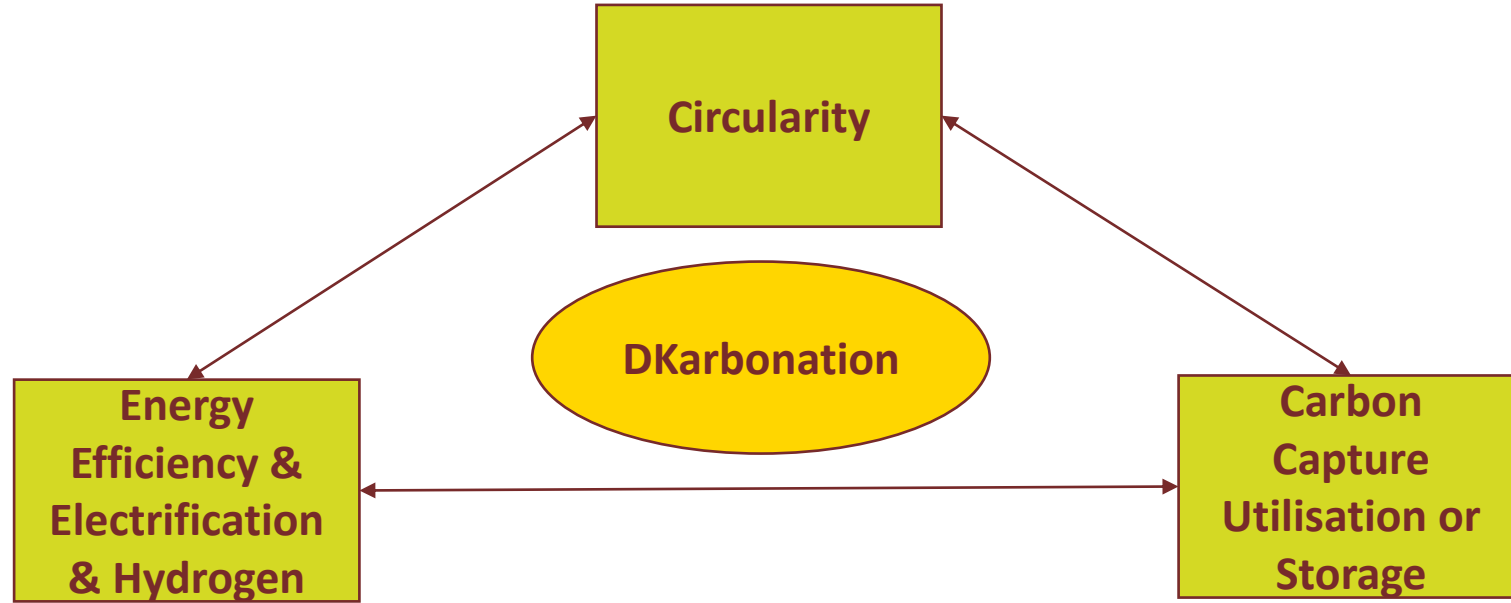 Circularity
DKarbonation
Energy
Efficiency &
Electrification
& Hydrogen
Carbon
Capture
Utilisation or
Storage